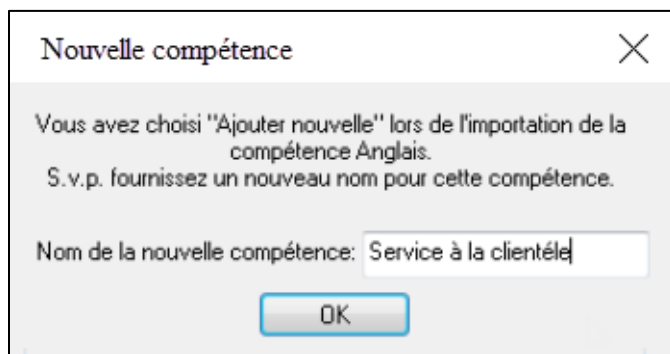 Nouvelle compétence
Vous avez choisi "Ajouter nouvelle" lors de l'importation de la
compétence Anglais.
S.v.p. fournissez un nouveau nom pour cette compétence.
Nom de la nouvelle compétence: Service à la clientéle
OK